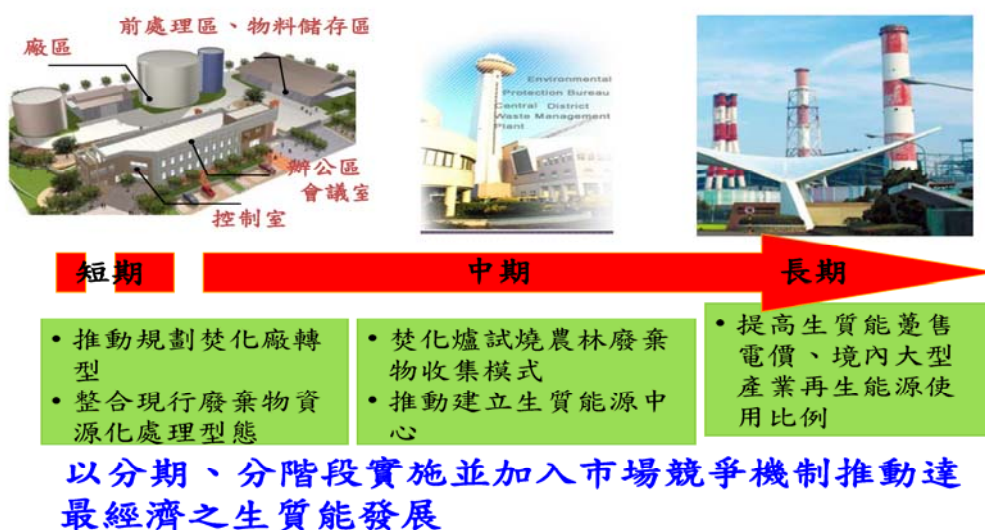 前處理區、物料儲存區
廠區
辦公區
會議室
控制室
Environmental
Protection Bureau
Central District
Waste Management
Plant
短期
中期
長期
• 推動規劃焚化廠轉
型
• 整合現行廢棄物資
源化處理型態
• 焚化爐試燒農林廢棄
物收集模式
• 推動建立生質能源中
心
• 提高生質能躉售
電價、境內大型
產業再生能源使
用比例
以分期、分階段實施並加入市場競爭機制推動達
最經濟之生質能發展